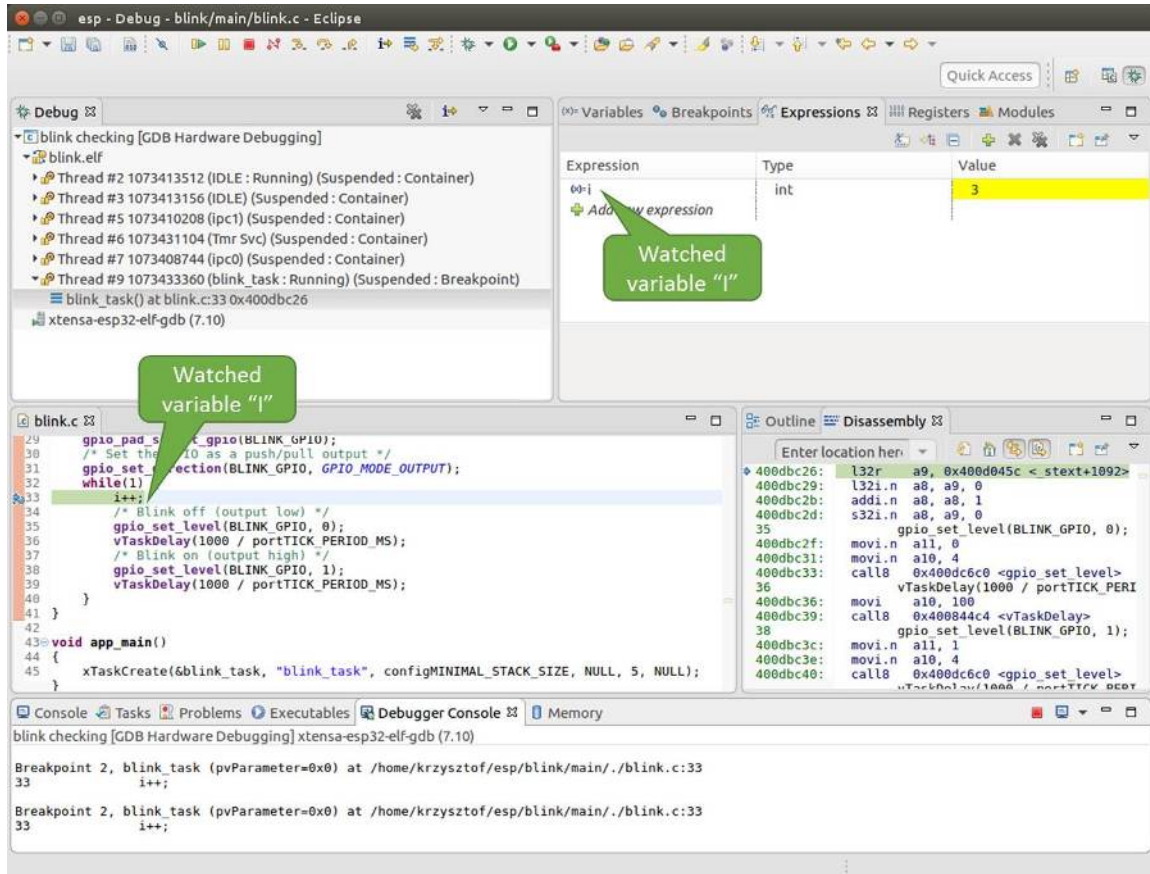 esp - Debug - blink/main/blink.c - Eclipse
Quick Access
Debug
blink checking [GDB Hardware Debugging]
blink.elf
Thread #2 1073413512 (IDLE : Running) (Suspended : Container)
Thread #3 1073413156 (IDLE) (Suspended : Container)
Thread #5 1073410208 (ipc1) (Suspended : Container)
Thread #6 1073431104 (Tmr Svc) (Suspended : Container)
Thread #7 1073408744 (ipc0) (Suspended : Container)
Thread #9 1073433360 (blink_task : Running) (Suspended : Breakpoint)
blink_task() at blink.c:33 0x400dbc26
xtensa-esp32-elf-gdb (7.10)
Watched
variable “I”
(x)= Variables Breakpoints Expressions Registers Modules
Expression Type Value
(x)= i int 3
Add expression
Watched
variable “I”
blink.c
29 gpio_pad_s t_gpio(BLINK_GPIO);
30 /* Set the IO as a push/pull output */
31 gpio_set_ rection(BLINK_GPIO, GPIO_MODE_OUTPUT);
32 while(1)
33 i++;
34 /* Blink off (output low) */
35 gpio_set_level(BLINK_GPIO, 0);
36 vTaskDelay(1000 / portTICK_PERIOD_MS);
37 /* Blink on (output high) */
38 gpio_set_level(BLINK_GPIO, 1);
39 vTaskDelay(1000 / portTICK_PERIOD_MS);
40 }
41 }
42
43 void app_main()
44 {
45 xTaskCreate(&blink_task, "blink_task", configMINIMAL_STACK_SIZE, NULL, 5, NULL);
}
Outline Disassembly
Enter location her
400dbc26: l32r a9, 0x400d045c <_stext+1092>
400dbc29: l32i.n a8, a9, 0
400dbc2b: addi.n a8, a8, 1
400dbc2d: s32i.n a8, a9, 0
35 gpio_set_level(BLINK_GPIO, 0);
400dbc2f: movi.n a11, 0
400dbc31: movi.n a10, 4
400dbc33: call8 0x400dc6c0 <gpio_set_level>
36 vTaskDelay(1000 / portTICK_PERI
400dbc36: movi a10, 100
400dbc39: call8 0x400844c4 <vTaskDelay>
38 gpio_set_level(BLINK_GPIO, 1);
400dbc3c: movi.n a11, 1
400dbc3e: movi.n a10, 4
400dbc40: call8 0x400dc6c0 <gpio_set_level>
vTaskDelay(1000 / portTICK_PERI
Console Tasks Problems Executables Debugger Console Memory
blink checking [GDB Hardware Debugging] xtensa-esp32-elf-gdb (7.10)
Breakpoint 2, blink_task (pvParameter=0x0) at /home/krzysztof/esp/blink/main/./blink.c:33
33 i++;
Breakpoint 2, blink_task (pvParameter=0x0) at /home/krzysztof/esp/blink/main/./blink.c:33
33 i++;